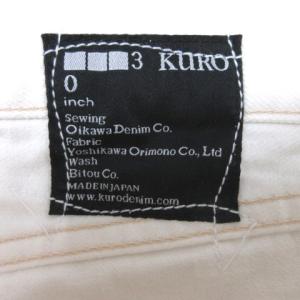 ■■■3 KURO
0
inch
Sewing
Oikawa Denim Co.
Fabric
Yoshikawa Orimono Co., Ltd
Wash
Bitou Co.
MADE IN JAPAN
www.kurodenim.com